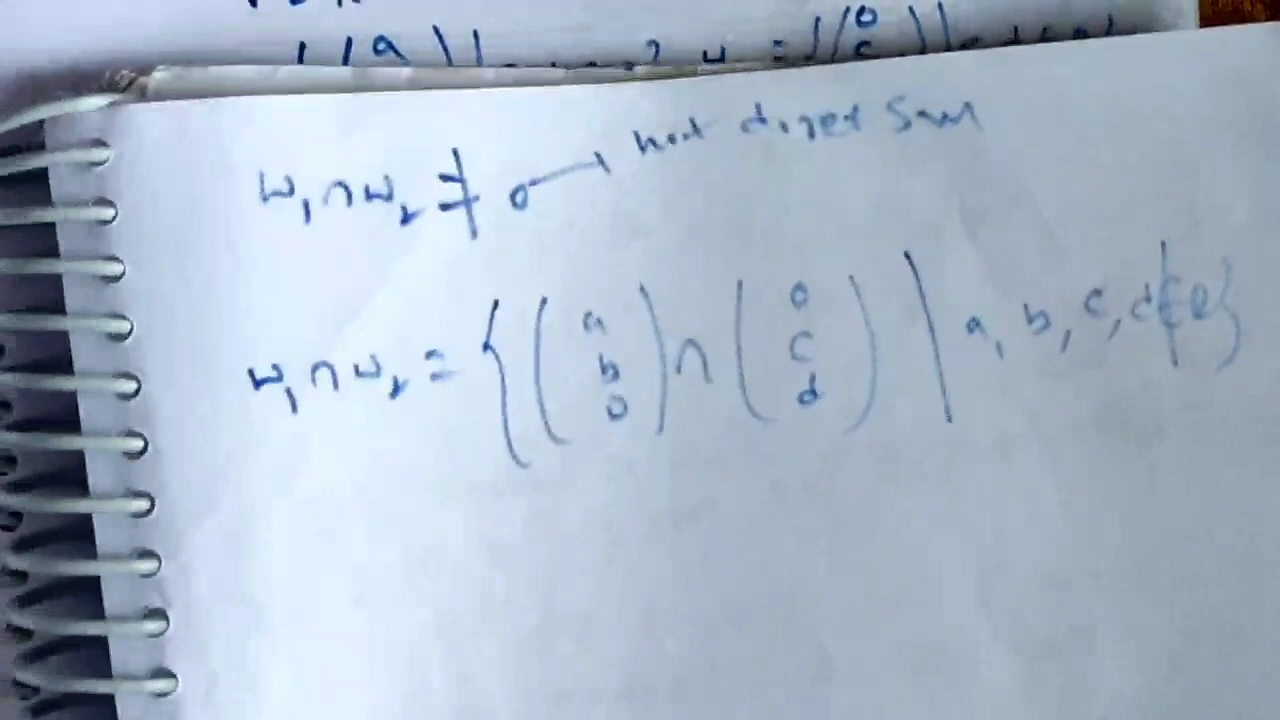 not direct sum
W₁ ∩ W₂ ≠ 0 →
W₁ ∩ W₂ = { ( a b 0 ) ∩ ( 0 c d ) | a, b, c, d ∈ }